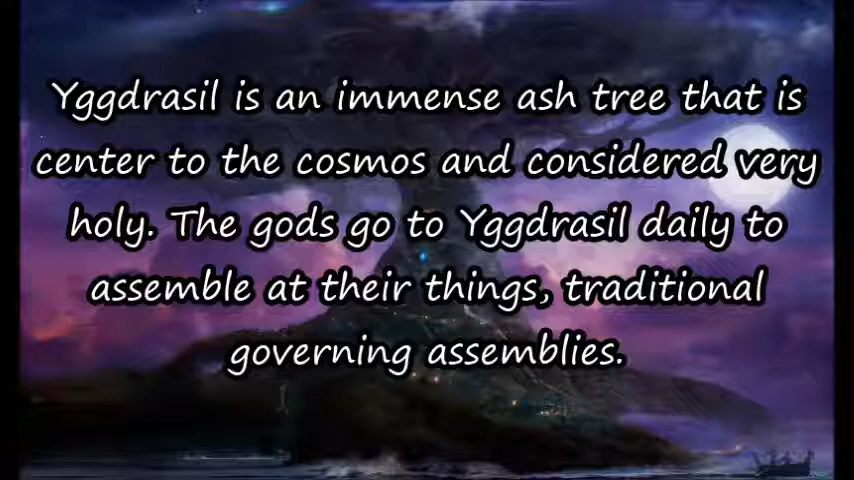 Yggdrasil is an immense ash tree that is
center to the cosmos and considered very
holy. The gods go to Yggdrasil daily to
assemble at their things, traditional
governing assemblies.